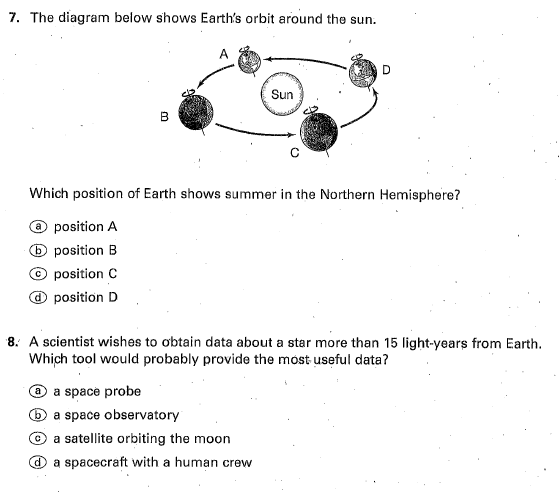 7. The diagram below shows Earth's orbit around the sun.
A
D
Sun
B
C
Which position of Earth shows summer in the Northern Hemisphere?
a position A
b position B
c position C
d position D
8. A scientist wishes to obtain data about a star more than 15 light-years from Earth.
Which tool would probably provide the most useful data?
a a space probe
b a space observatory
c a satellite orbiting the moon
d a spacecraft with a human crew